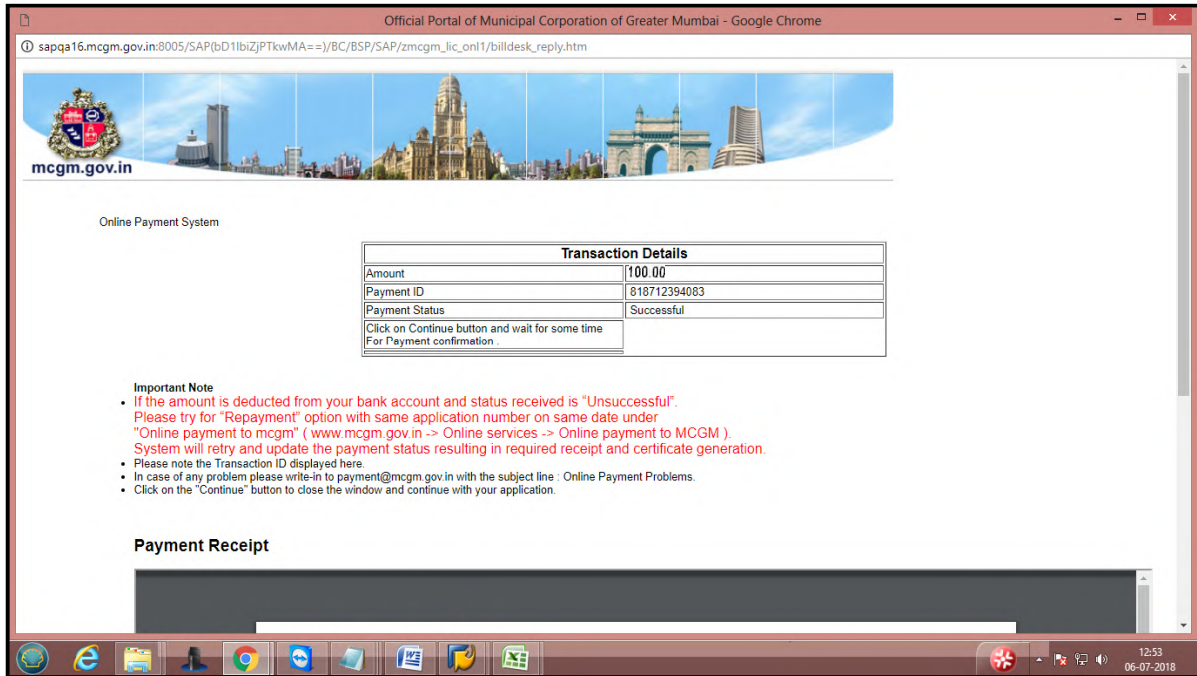 Official Portal of Municipal Corporation of Greater Mumbai - Google Chrome
sapqa16.mcgm.gov.in:8005/SAP(bD1lbiZjPTkwMA==)/BC/BSP/SAP/zmcgm_lic_onl1/billdesk_reply.htm
mcgm.gov.in
Online Payment System
Transaction Details
Amount 100.00
Payment ID 818712394083
Payment Status Successful
Click on Continue button and wait for some time
For Payment confirmation .
Important Note
• If the amount is deducted from your bank account and status received is “Unsuccessful”.
Please try for “Repayment” option with same application number on same date under
"Online payment to mcgm" ( www.mcgm.gov.in -> Online services -> Online payment to MCGM ).
System will retry and update the payment status resulting in required receipt and certificate generation.
• Please note the Transaction ID displayed here.
• In case of any problem please write-in to payment@mcgm.gov.in with the subject line : Online Payment Problems.
• Click on the "Continue" button to close the window and continue with your application.
Payment Receipt
12:53
06-07-2018